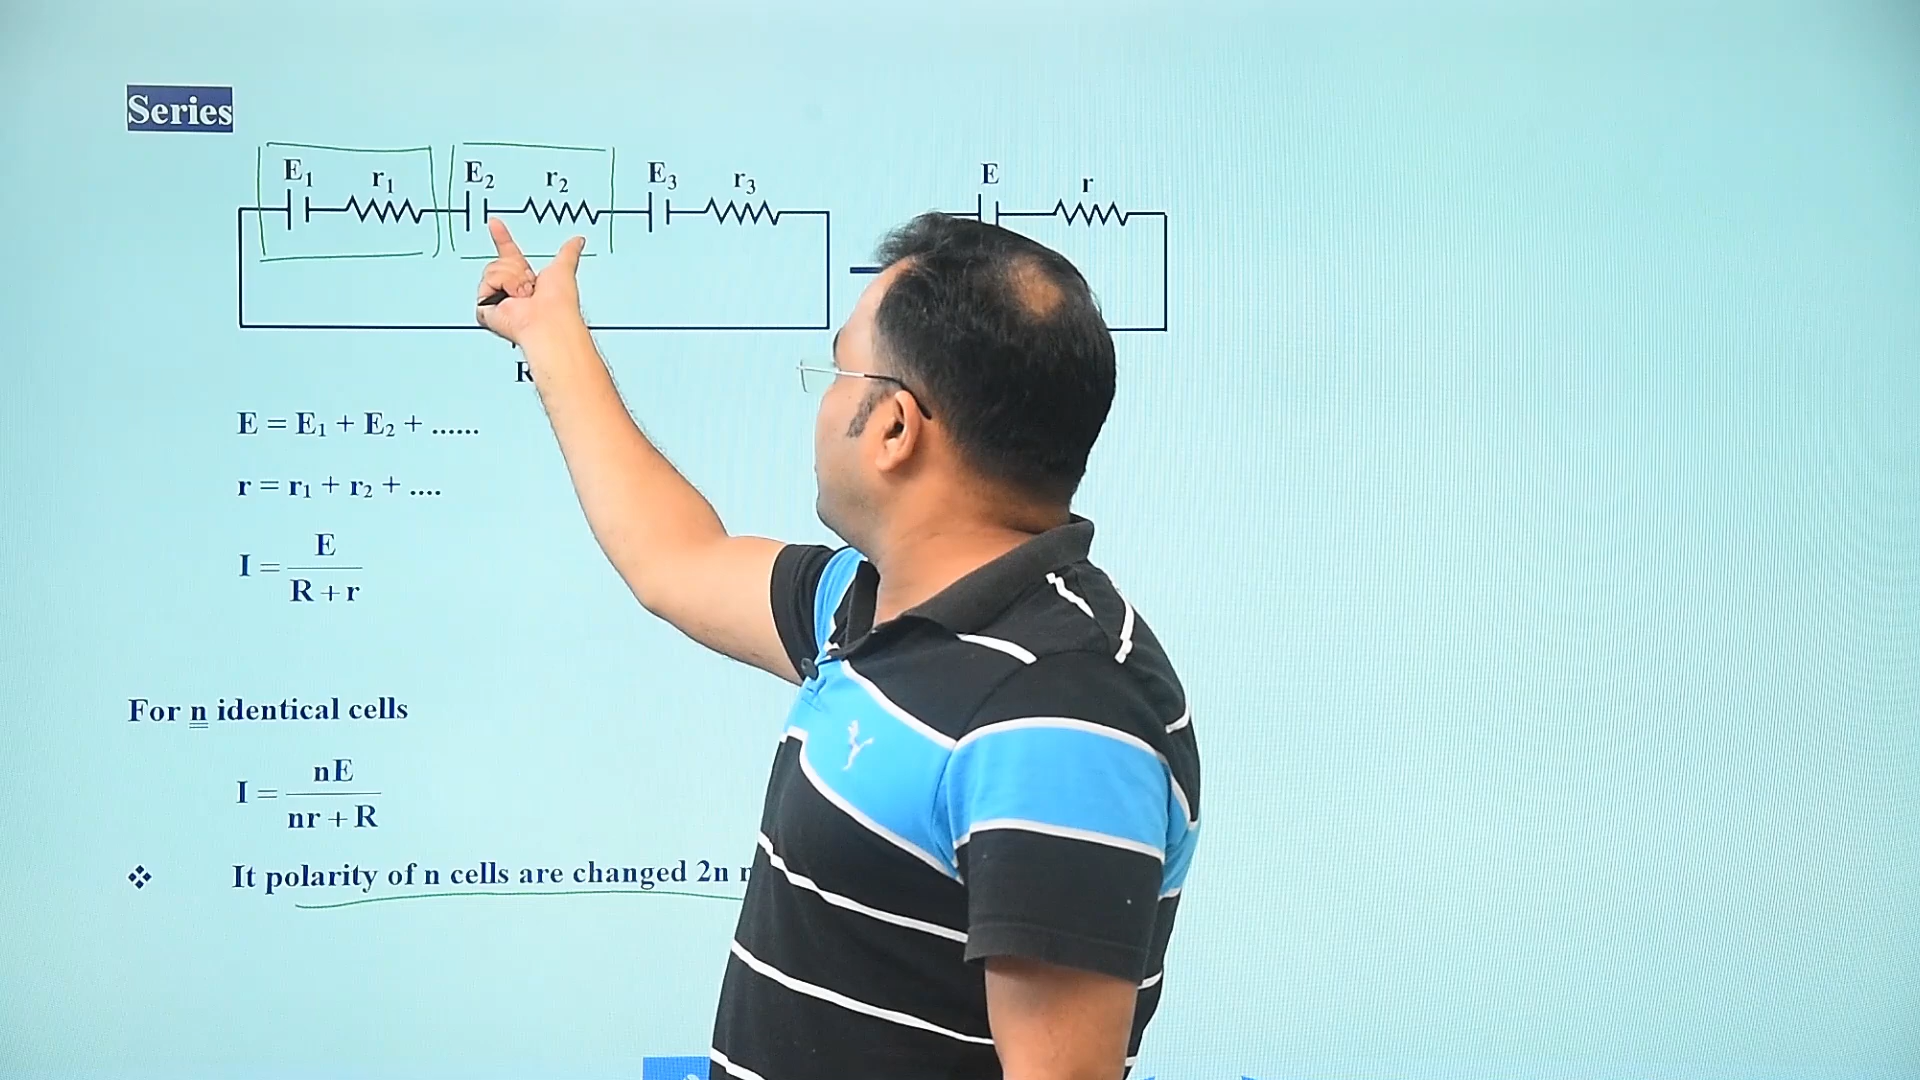 Series
E₁ r₁ E₂ r₂ E₃ r₃ E r
R
E = E₁ + E₂ + ......
r = r₁ + r₂ + ....
I = E / R + r
For n identical cells
I = nE / nr + R
❖ It polarity of n cells are changed 2n